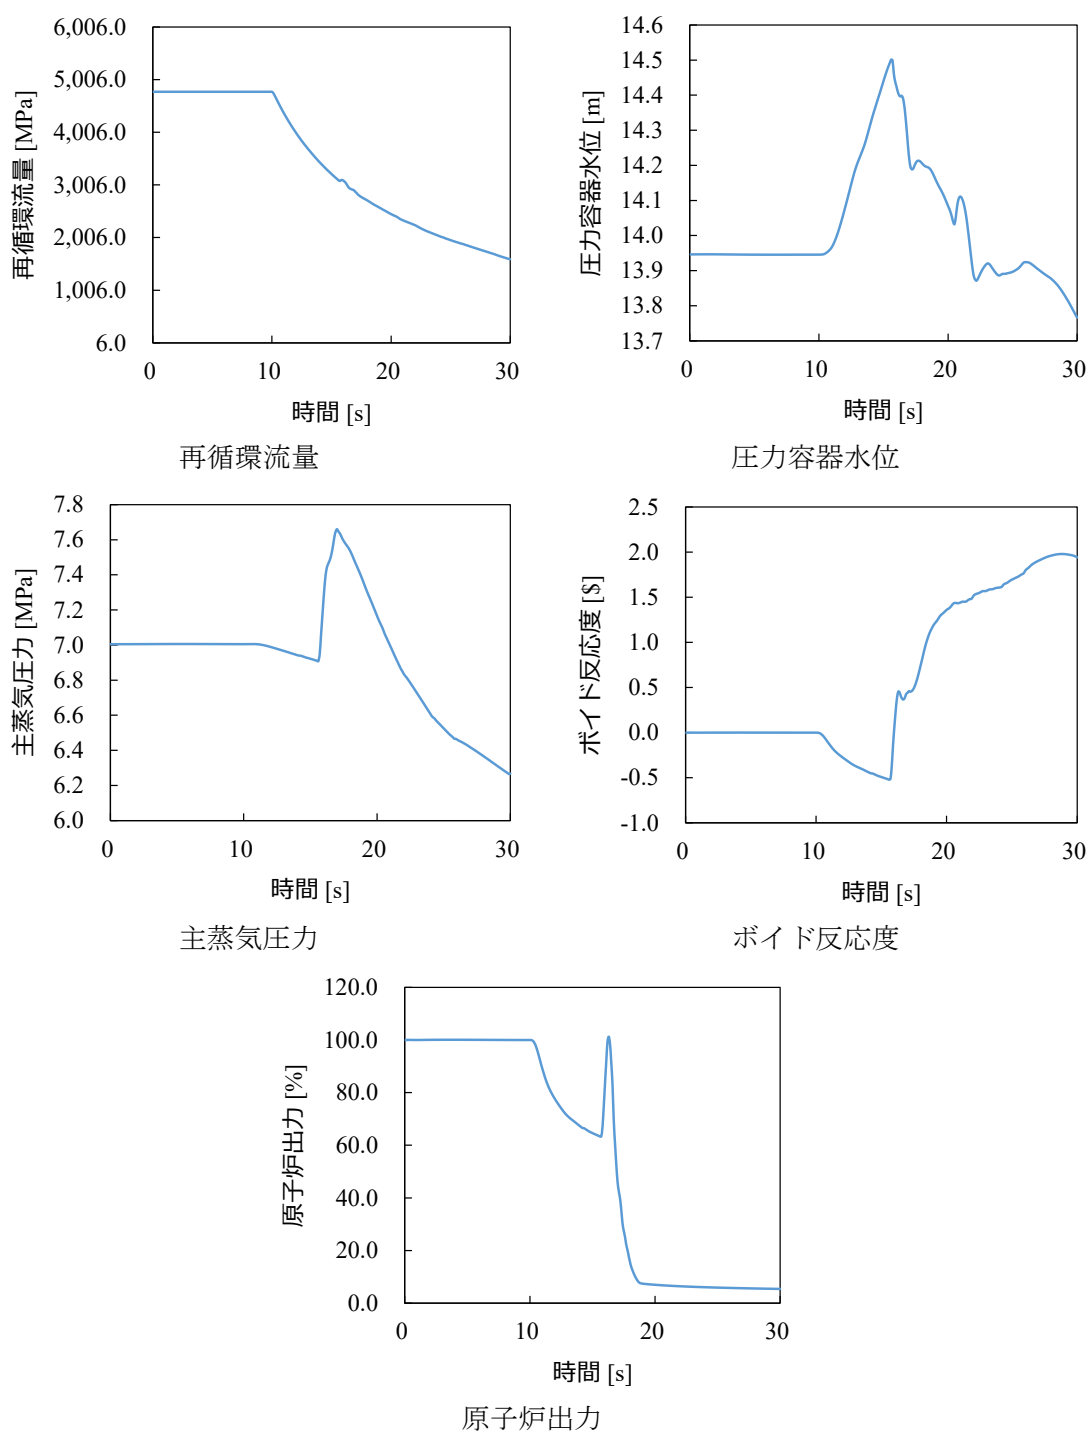 6,006.0
5,006.0
4,006.0
3,006.0
2,006.0
1,006.0
6.0
再循環流量 [MPa]
0 10 20 30
時間 [s]
再循環流量
14.6
14.5
14.4
14.3
14.2
14.1
14.0
13.9
13.8
13.7
圧力容器水位 [m]
0 10 20 30
時間 [s]
圧力容器水位
7.8
7.6
7.4
7.2
7.0
6.8
6.6
6.4
6.2
6.0
主蒸気圧力 [MPa]
0 10 20 30
時間 [s]
主蒸気圧力
2.5
2.0
1.5
1.0
0.5
0.0
-0.5
-1.0
ボイド反応度 [$]
0 10 20 30
時間 [s]
ボイド反応度
120.0
100.0
80.0
60.0
40.0
20.0
0.0
原子炉出力 [%]
0 10 20 30
時間 [s]
原子炉出力